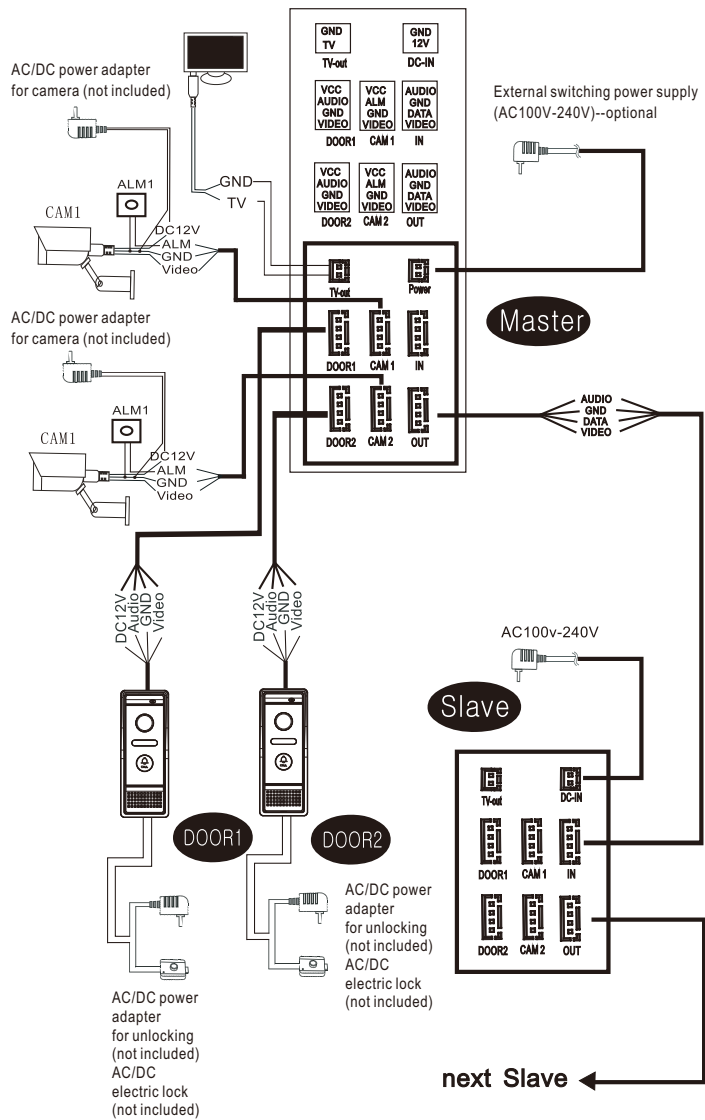 GND
TV
TV-out
GND
12V
DC-IN
VCC
AUDIO
GND
VIDEO
DOOR1
VCC
ALM
GND
VIDEO
CAM 1
AUDIO
GND
DATA
VIDEO
IN
VCC
AUDIO
GND
VIDEO
DOOR2
VCC
ALM
GND
VIDEO
CAM 2
AUDIO
GND
DATA
VIDEO
OUT
AC/DC power adapter
for camera (not included)
External switching power supply
(AC100V-240V)--optional
GND
TV
ALM1
CAM1
DC12V
ALM
GND
Video
TV-out
Power
Master
DOOR1
CAM 1
IN
DOOR2
CAM 2
OUT
AC/DC power adapter
for camera (not included)
ALM1
CAM1
DC12V
ALM
GND
Video
AUDIO
GND
DATA
VIDEO
DC12V
Audio
GND
Video
DC12V
Audio
GND
Video
AC100v-240V
Slave
TV-out
DC-IN
DOOR1
CAM 1
IN
DOOR2
CAM 2
OUT
DOOR1
DOOR2
AC/DC power
adapter
for unlocking
(not included)
AC/DC
electric lock
(not included)
AC/DC power
adapter
for unlocking
(not included)
AC/DC
electric lock
(not included)
next Slave